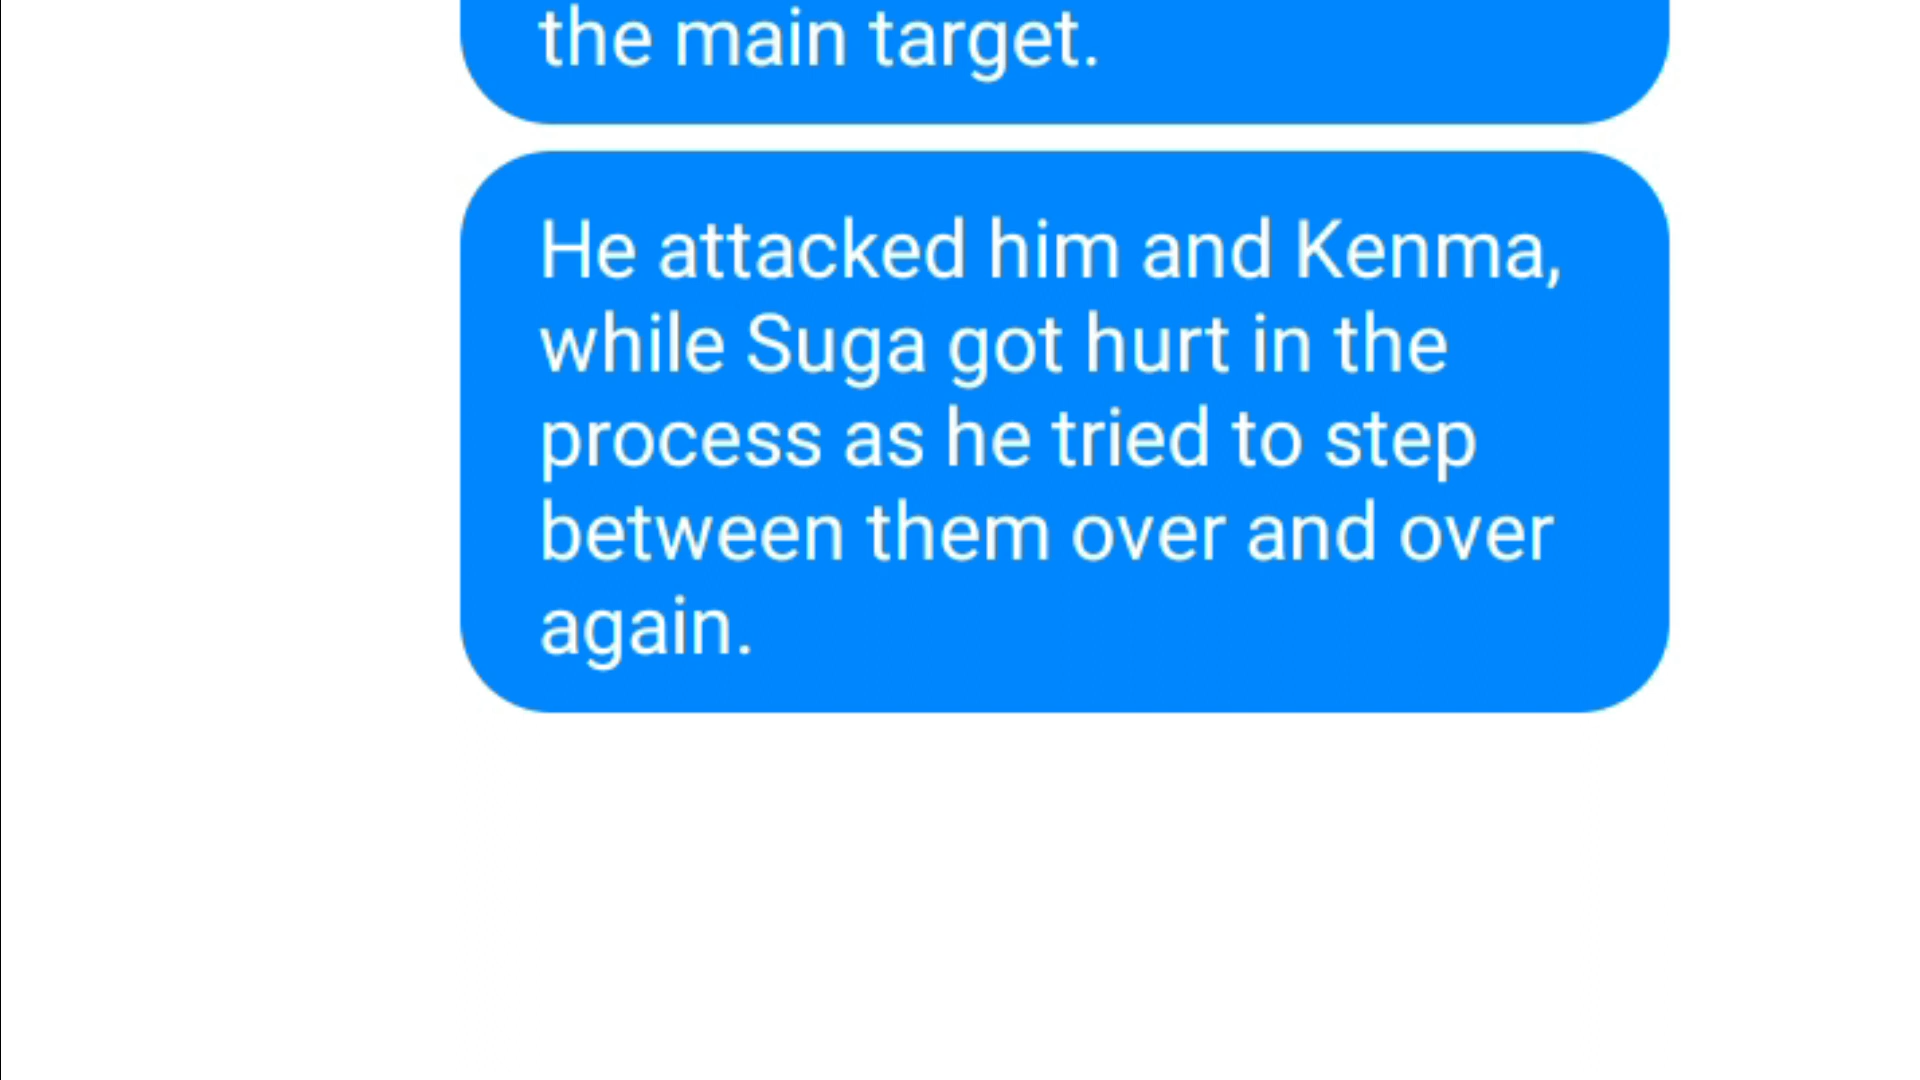 the main target.
He attacked him and Kenma,
while Suga got hurt in the
process as he tried to step
between them over and over
again.